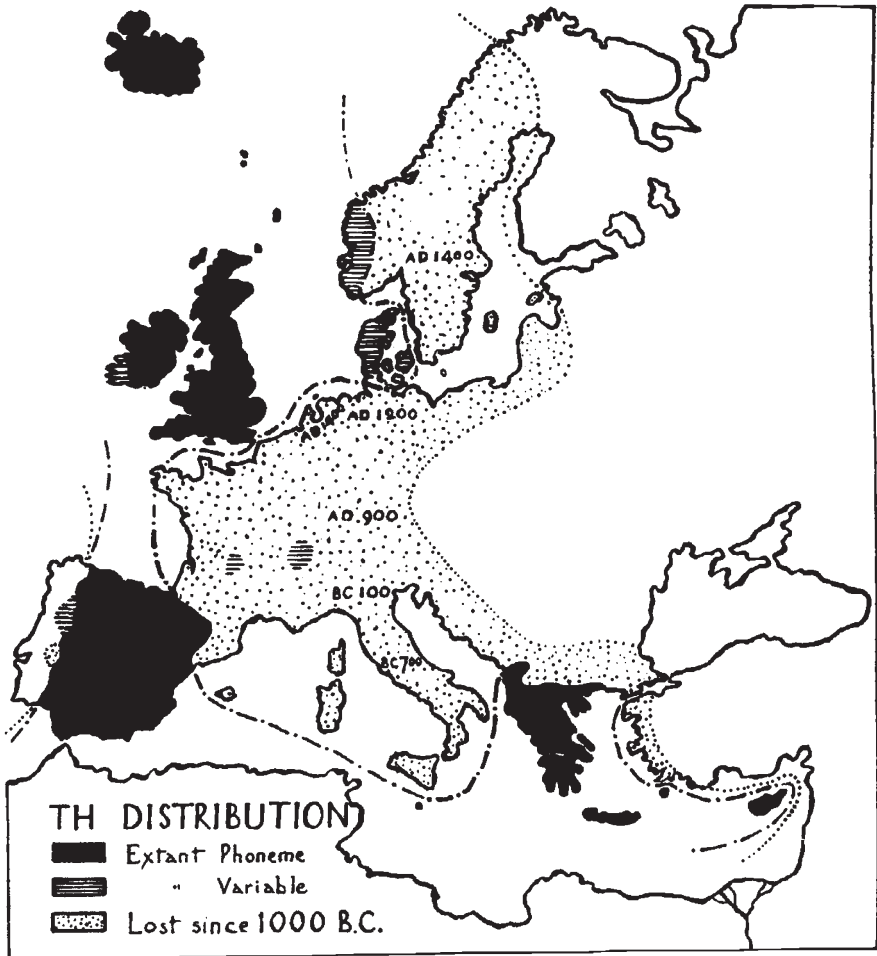 AD 1400
AD 1200
AD.900
BC 100
BC 700
TH DISTRIBUTION
Extant Phoneme
" Variable
Lost since 1000 B.C.